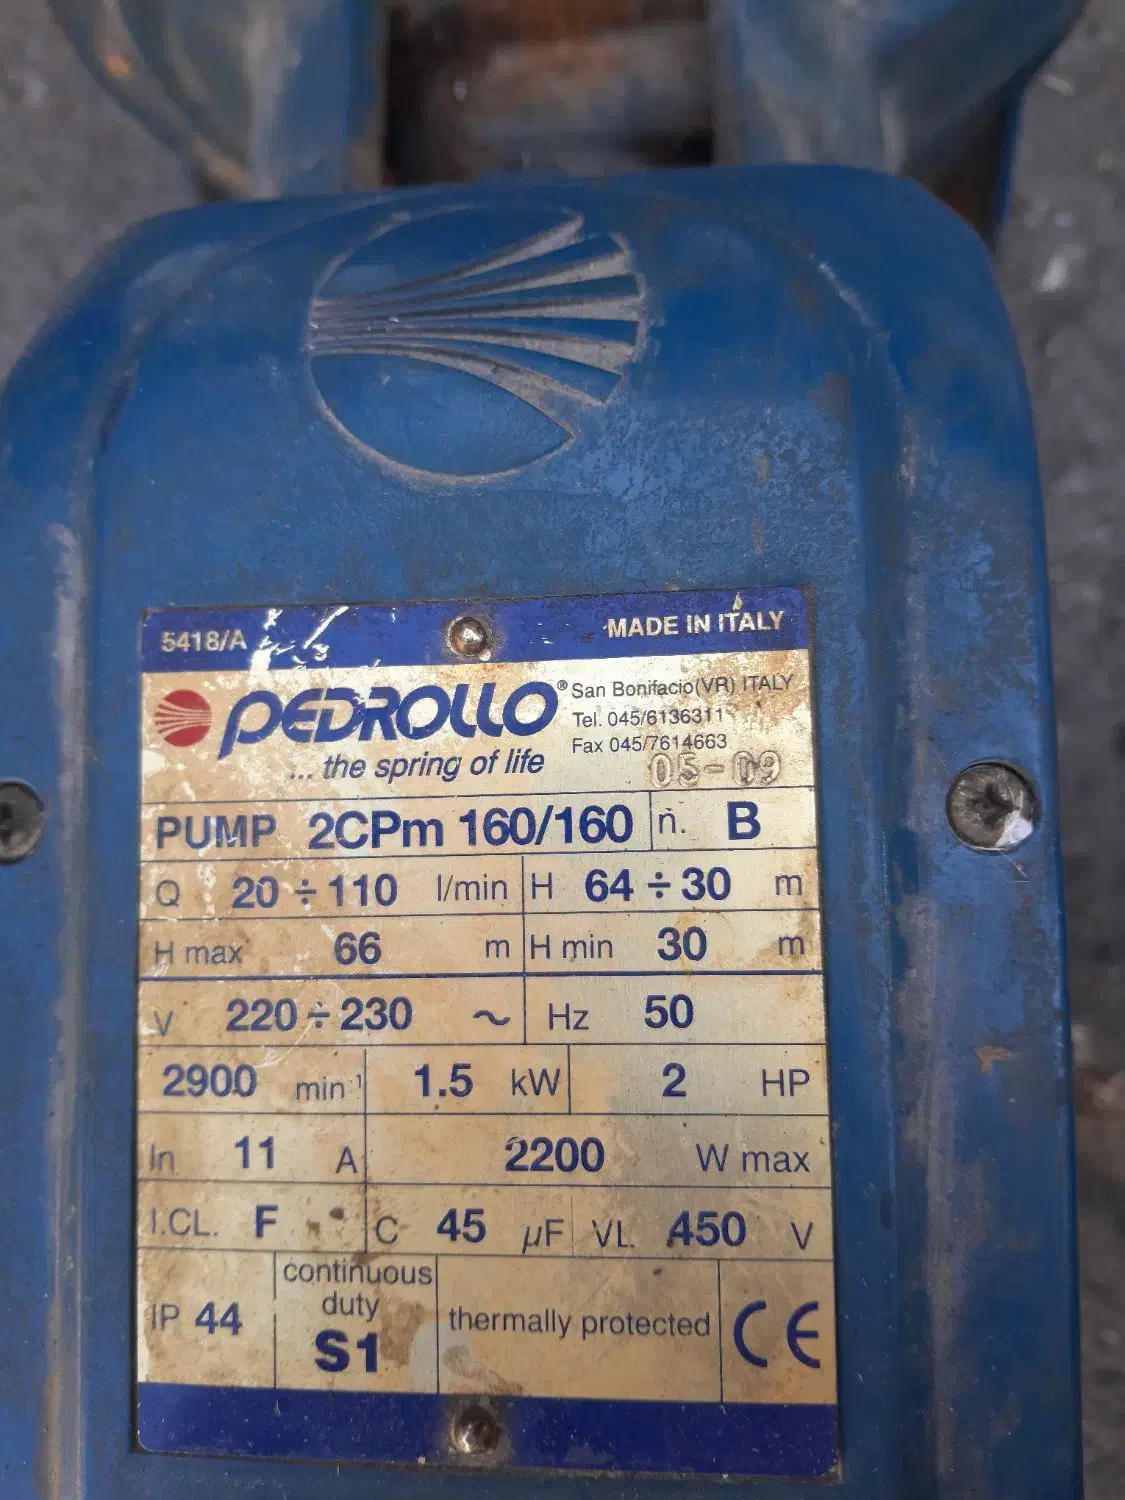 5418/A MADE IN ITALY
PEDROLLO® San Bonifacio(VR) ITALY
Tel. 045/6136311
Fax 045/7614663
... the spring of life
05-09
PUMP 2CPm 160/160 n. B
Q 20 ÷ 110 l/min H 64 ÷ 30 m
H max 66 m H min 30 m
V 220 ÷ 230 ~ Hz 50
2900 min-1 1.5 kW 2 HP
In 11 A 2200 W max
I.CL. F C 45 µF VL 450 V
IP 44 continuous duty S1 thermally protected CE